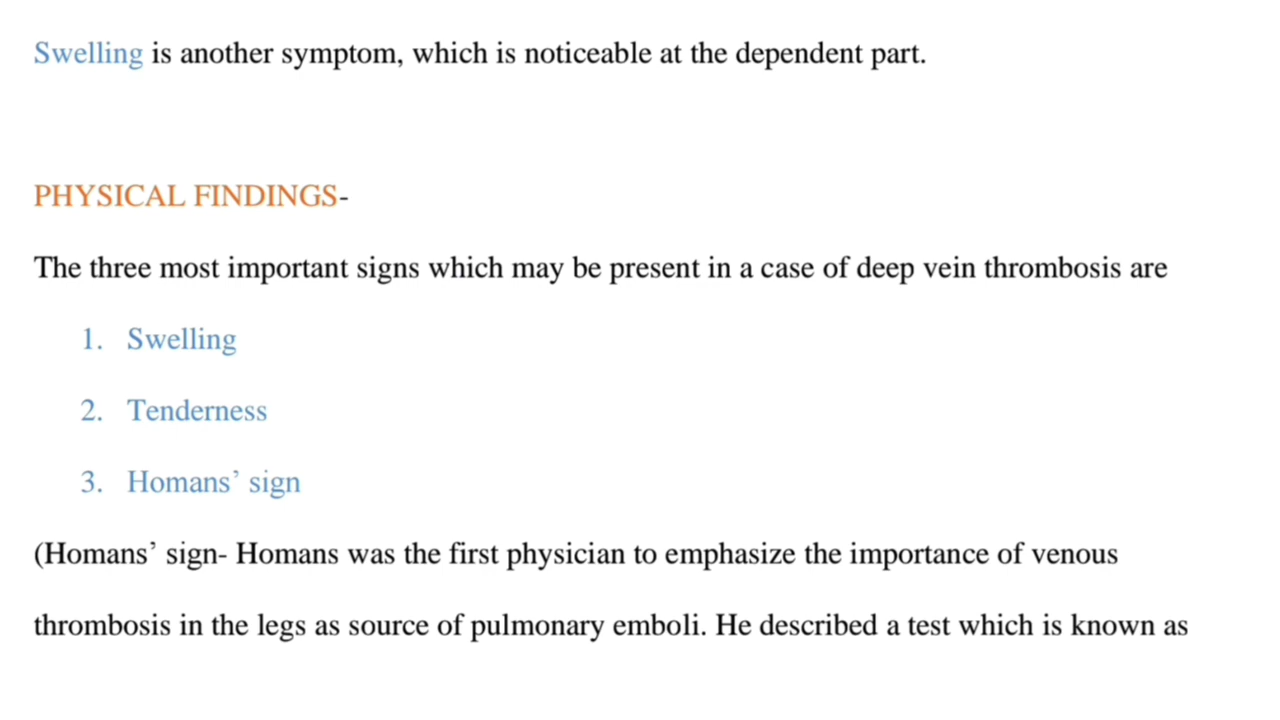 Swelling is another symptom, which is noticeable at the dependent part.
PHYSICAL FINDINGS-
The three most important signs which may be present in a case of deep vein thrombosis are
1. Swelling
2. Tenderness
3. Homans’ sign
(Homans’ sign- Homans was the first physician to emphasize the importance of venous
thrombosis in the legs as source of pulmonary emboli. He described a test which is known as